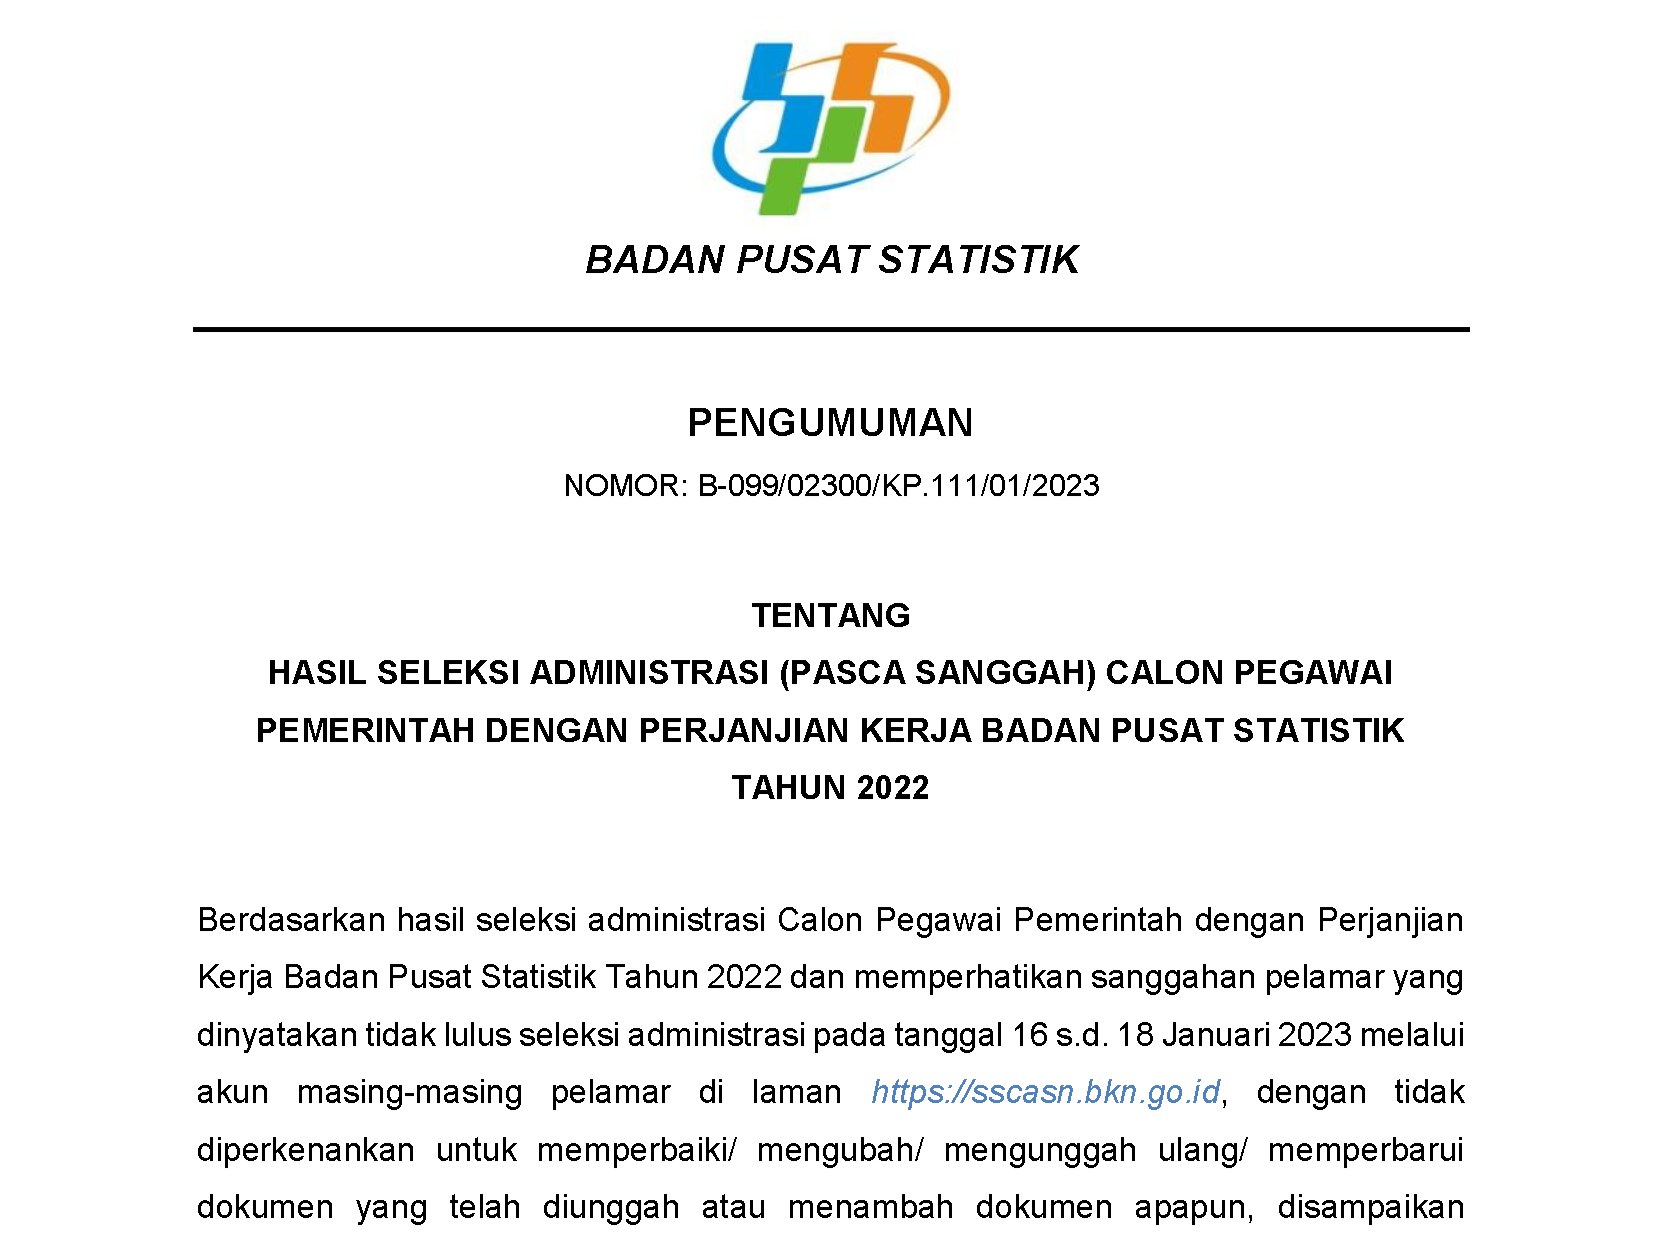 BADAN PUSAT STATISTIK
PENGUMUMAN
NOMOR: B-099/02300/KP.111/01/2023
TENTANG
HASIL SELEKSI ADMINISTRASI (PASCA SANGGAH) CALON PEGAWAI
PEMERINTAH DENGAN PERJANJIAN KERJA BADAN PUSAT STATISTIK
TAHUN 2022
Berdasarkan hasil seleksi administrasi Calon Pegawai Pemerintah dengan Perjanjian
Kerja Badan Pusat Statistik Tahun 2022 dan memperhatikan sanggahan pelamar yang
dinyatakan tidak lulus seleksi administrasi pada tanggal 16 s.d. 18 Januari 2023 melalui
akun masing-masing pelamar di laman https://sscasn.bkn.go.id, dengan tidak
diperkenankan untuk memperbaiki/ mengubah/ mengunggah ulang/ memperbarui
dokumen yang telah diunggah atau menambah dokumen apapun, disampaikan